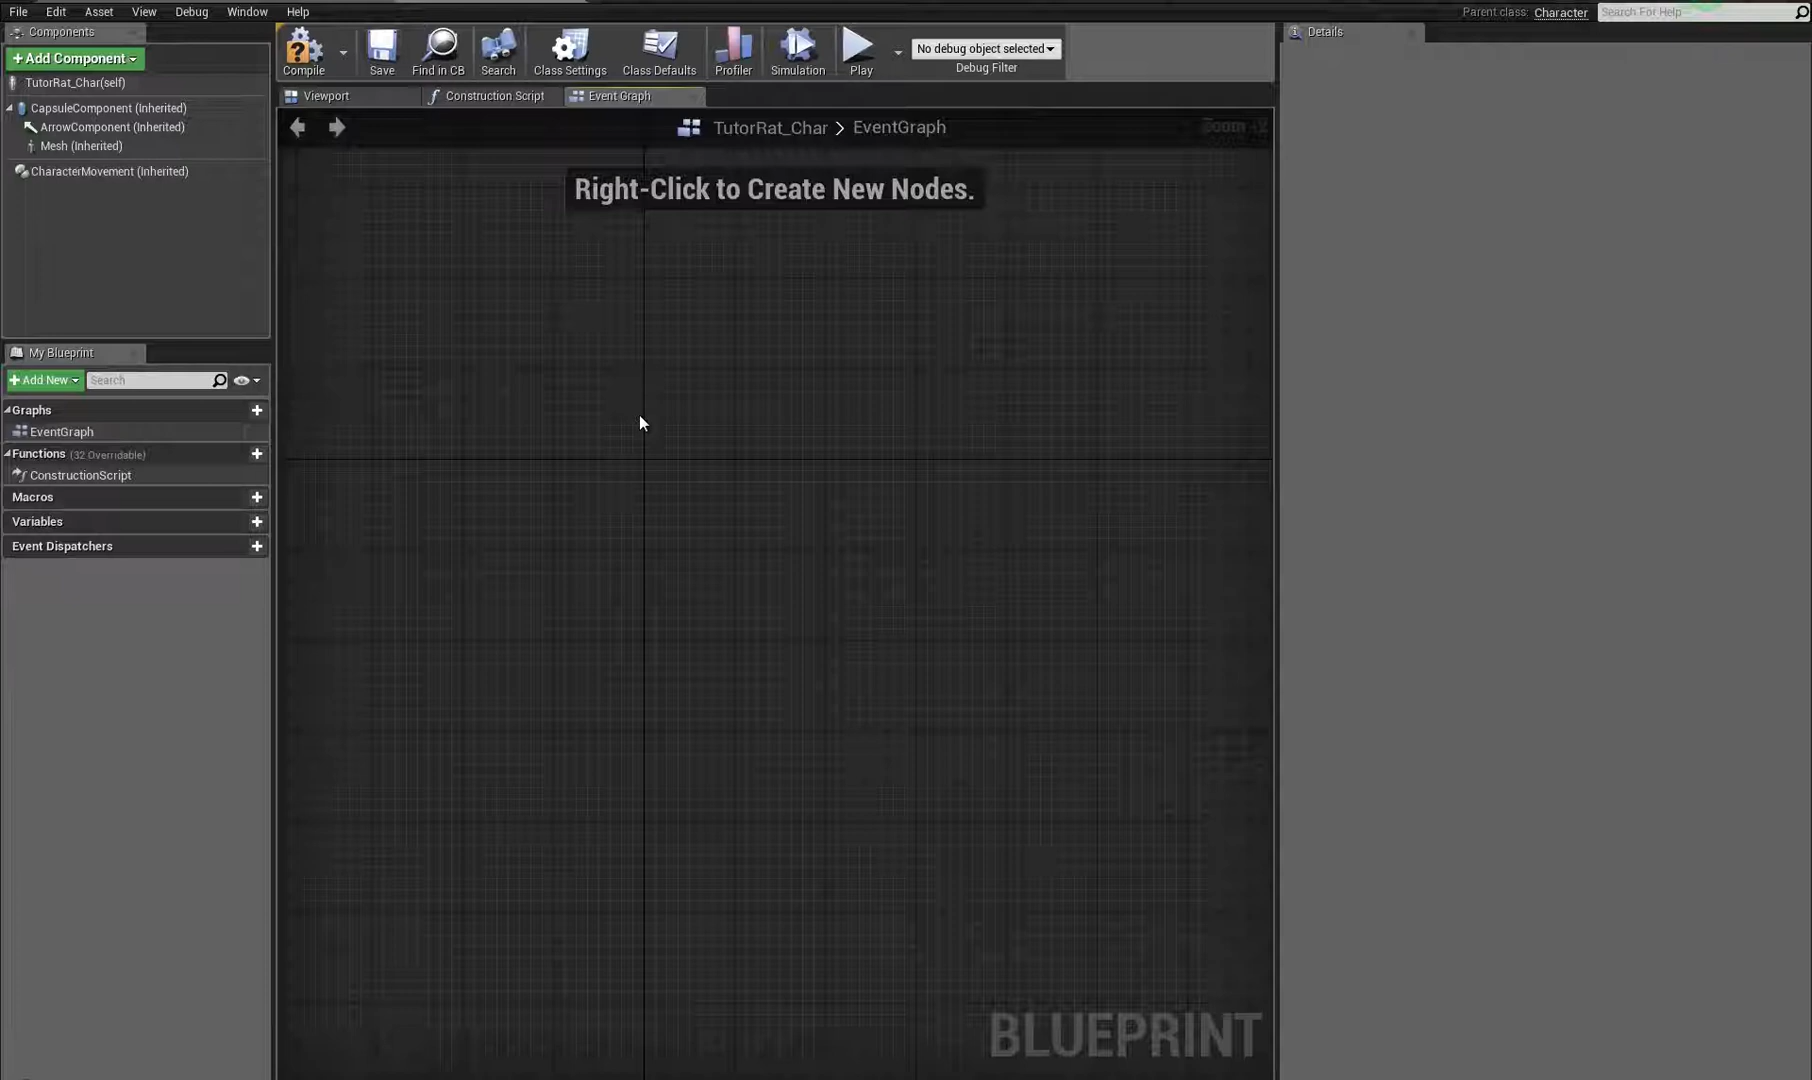 File Edit Asset View Debug Window Help
Parent class: Character Search For Help
Components
+Add Component
TutorRat_Char(self)
CapsuleComponent (Inherited)
ArrowComponent (Inherited)
Mesh (Inherited)
CharacterMovement (Inherited)
My Blueprint
+Add New Search
Graphs
EventGraph
Functions (32 Overridable)
ConstructionScript
Macros
Variables
Event Dispatchers
Compile Save Find in CB Search Class Settings Class Defaults Profiler Simulation Play
No debug object selected
Debug Filter
Viewport Construction Script Event Graph
TutorRat_Char > EventGraph
Zoom -2
Right-Click to Create New Nodes.
BLUEPRINT
Details